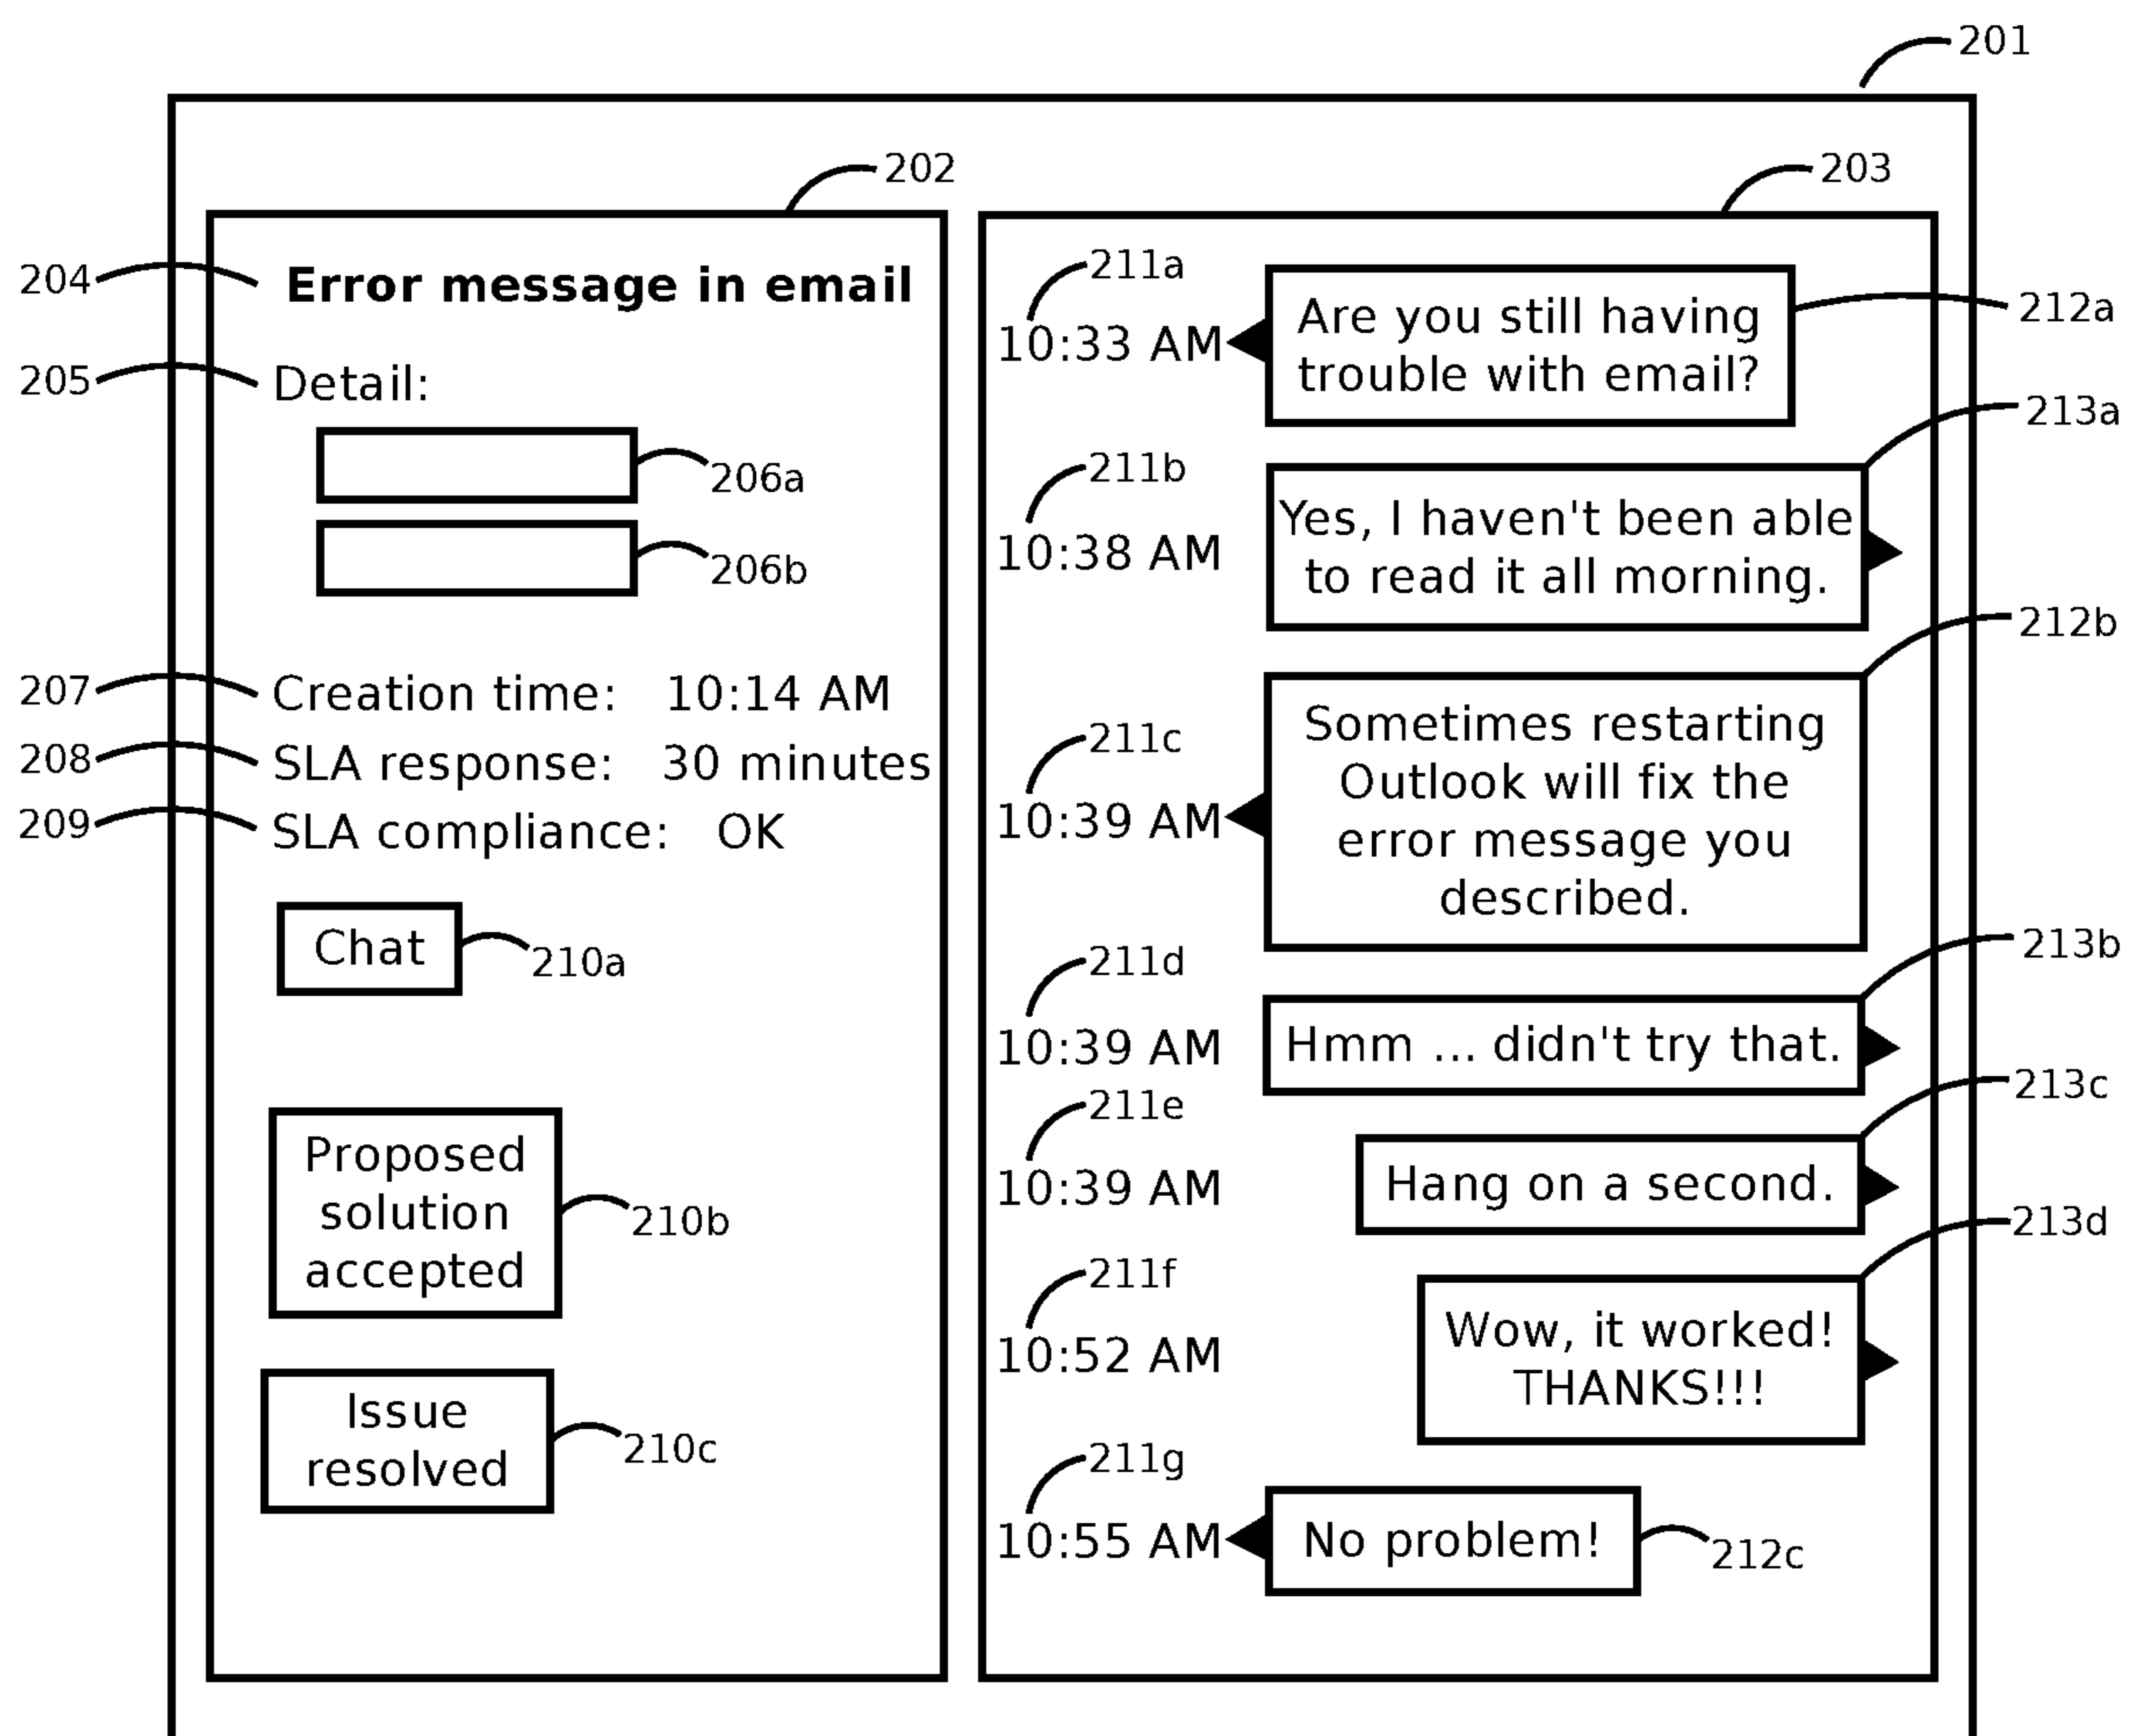 201
202
203
204
Error message in email
205
Detail:
206a
206b
207
Creation time: 10:14 AM
208
SLA response: 30 minutes
209
SLA compliance: OK
Chat
210a
Proposed
solution
accepted
210b
Issue
resolved
210c
211a
10:33 AM
Are you still having
trouble with email?
212a
213a
211b
10:38 AM
Yes, I haven't been able
to read it all morning.
212b
211c
10:39 AM
Sometimes restarting
Outlook will fix the
error message you
described.
213b
211d
10:39 AM
Hmm ... didn't try that.
213c
211e
10:39 AM
Hang on a second.
213d
211f
10:52 AM
Wow, it worked!
THANKS!!!
211g
10:55 AM
No problem!
212c